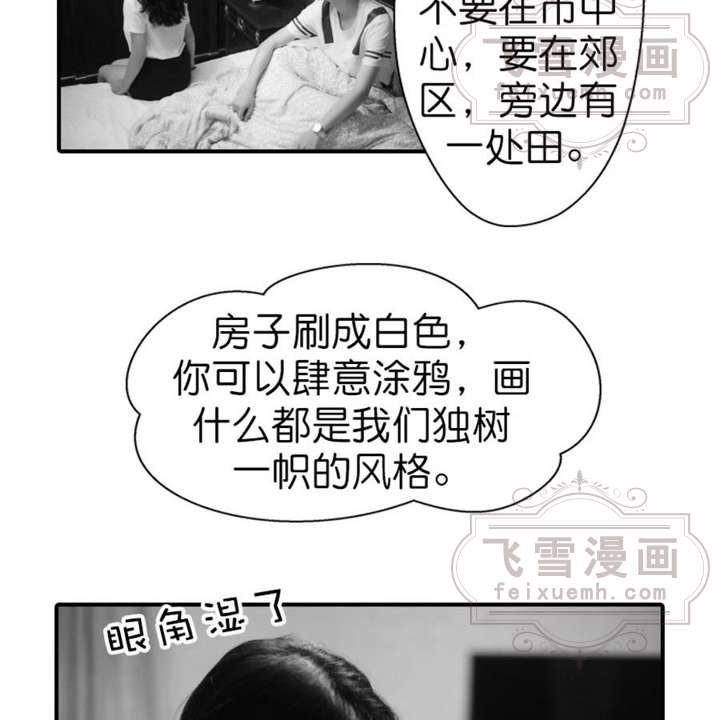 不要在市中
心，要在郊
区，旁边有
一处田。
飞雪漫画
feixuemh.com
房子刷成白色，
你可以肆意涂鸦，画
什么都是我们独树
一帜的风格。
飞雪漫画
feixuemh.com
眼角湿了